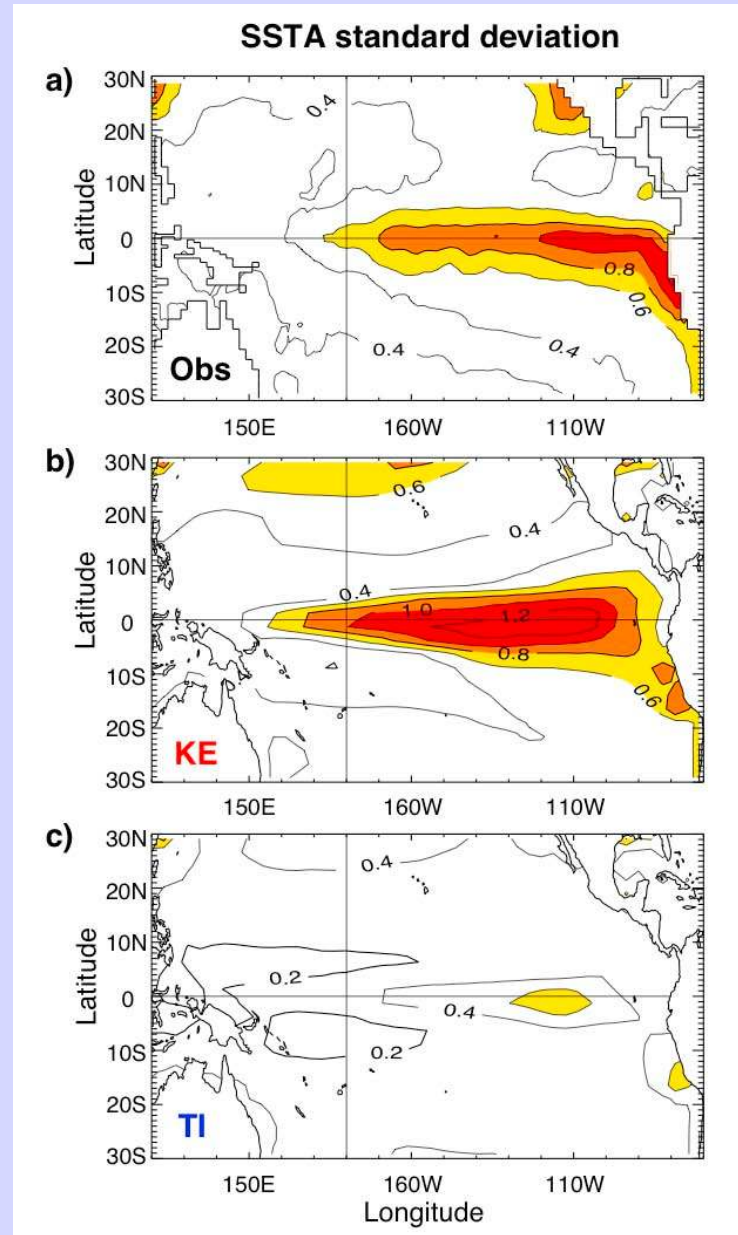 SSTA standard deviation
a)
30N
20N
10N
0
10S
20S
30S
Latitude
0.4
0.8
0.6
0.4
0.4
Obs
150E 160W 110W
b)
30N
20N
10N
0
10S
20S
30S
Latitude
0.6
0.4
0.4
1.0
1.2
0.8
0.6
KE
150E 160W 110W
c)
30N
20N
10N
0
10S
20S
30S
Latitude
0.4
0.2
0.4
0.2
TI
150E 160W 110W
Longitude